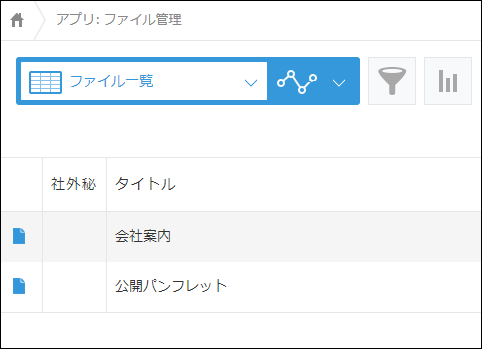 アプリ: ファイル管理
ファイル一覧
社外秘 タイトル
会社案内
公開パンフレット